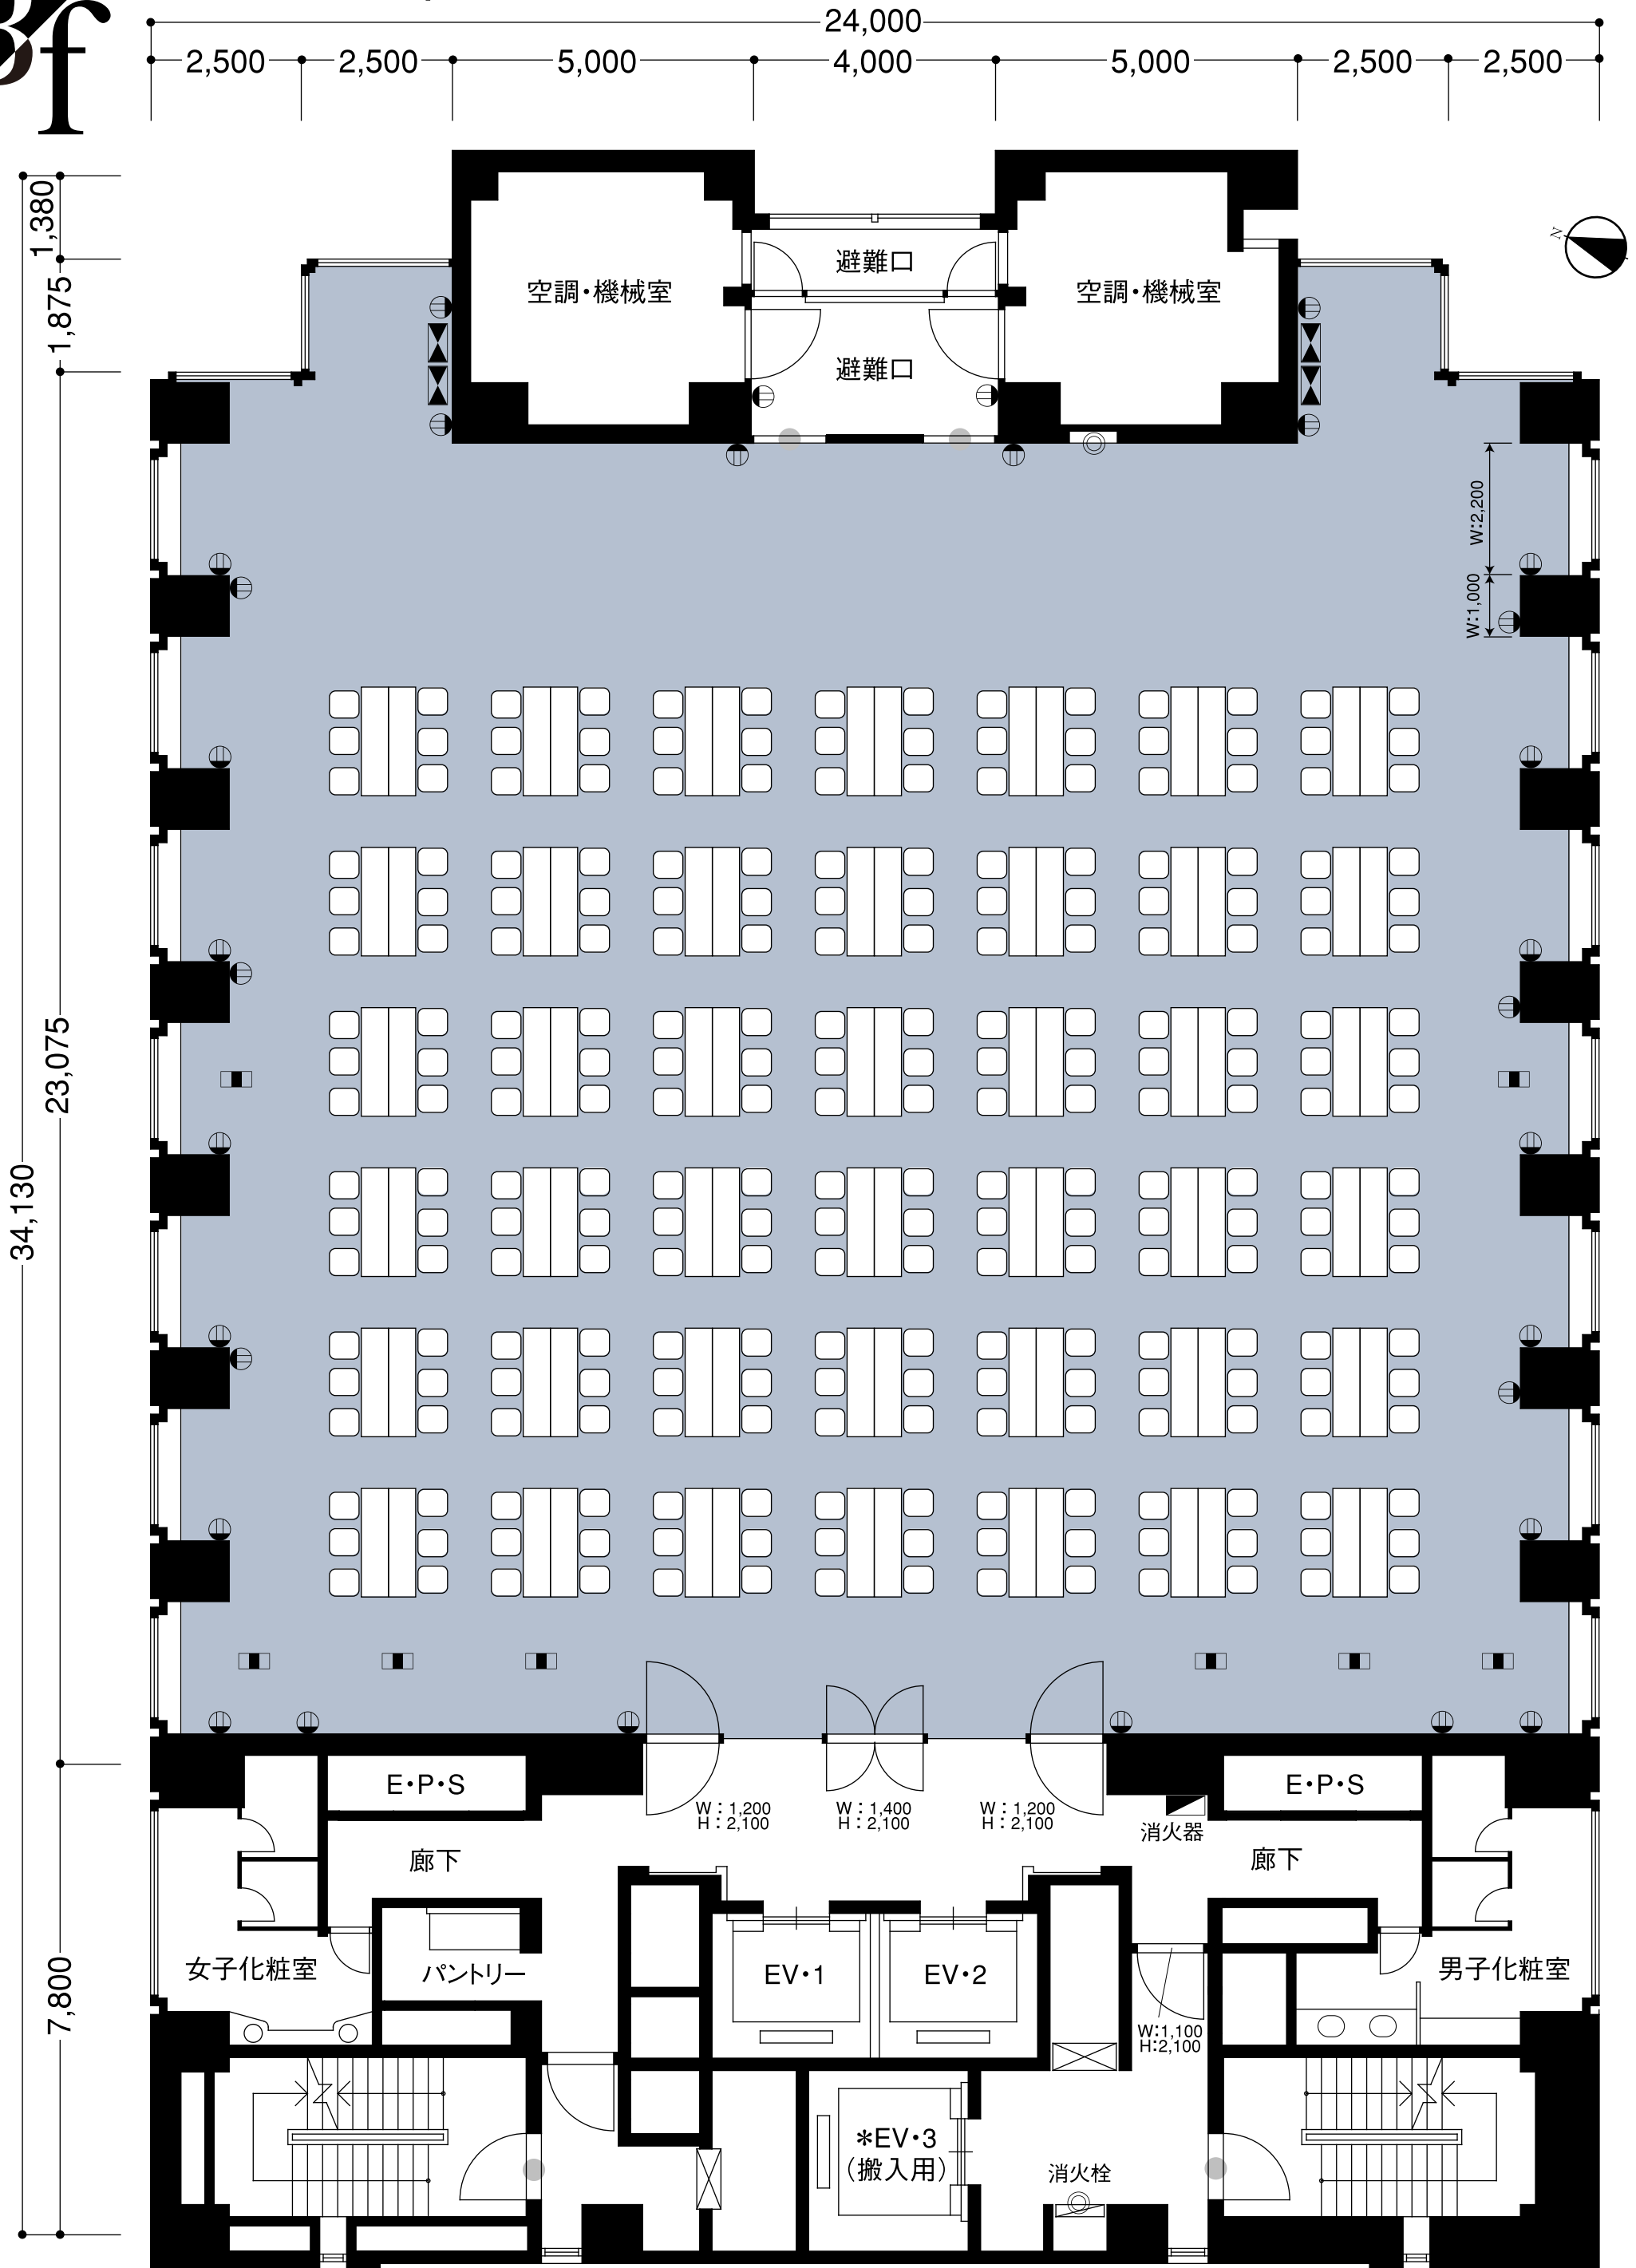 3f
24,000
2,500 2,500 5,000 4,000 5,000 2,500 2,500
1,380
1,875
23,075
34,130
7,800
N
避難口
空調・機械室
空調・機械室
避難口
W:2,200
W:1,000
E・P・S
E・P・S
W：1,200
H：2,100
W：1,400
H：2,100
W：1,200
H：2,100
消火器
廊下
廊下
女子化粧室
パントリー
EV・1
EV・2
男子化粧室
W:1,100
H:2,100
＊EV・3
（搬入用）
消火栓